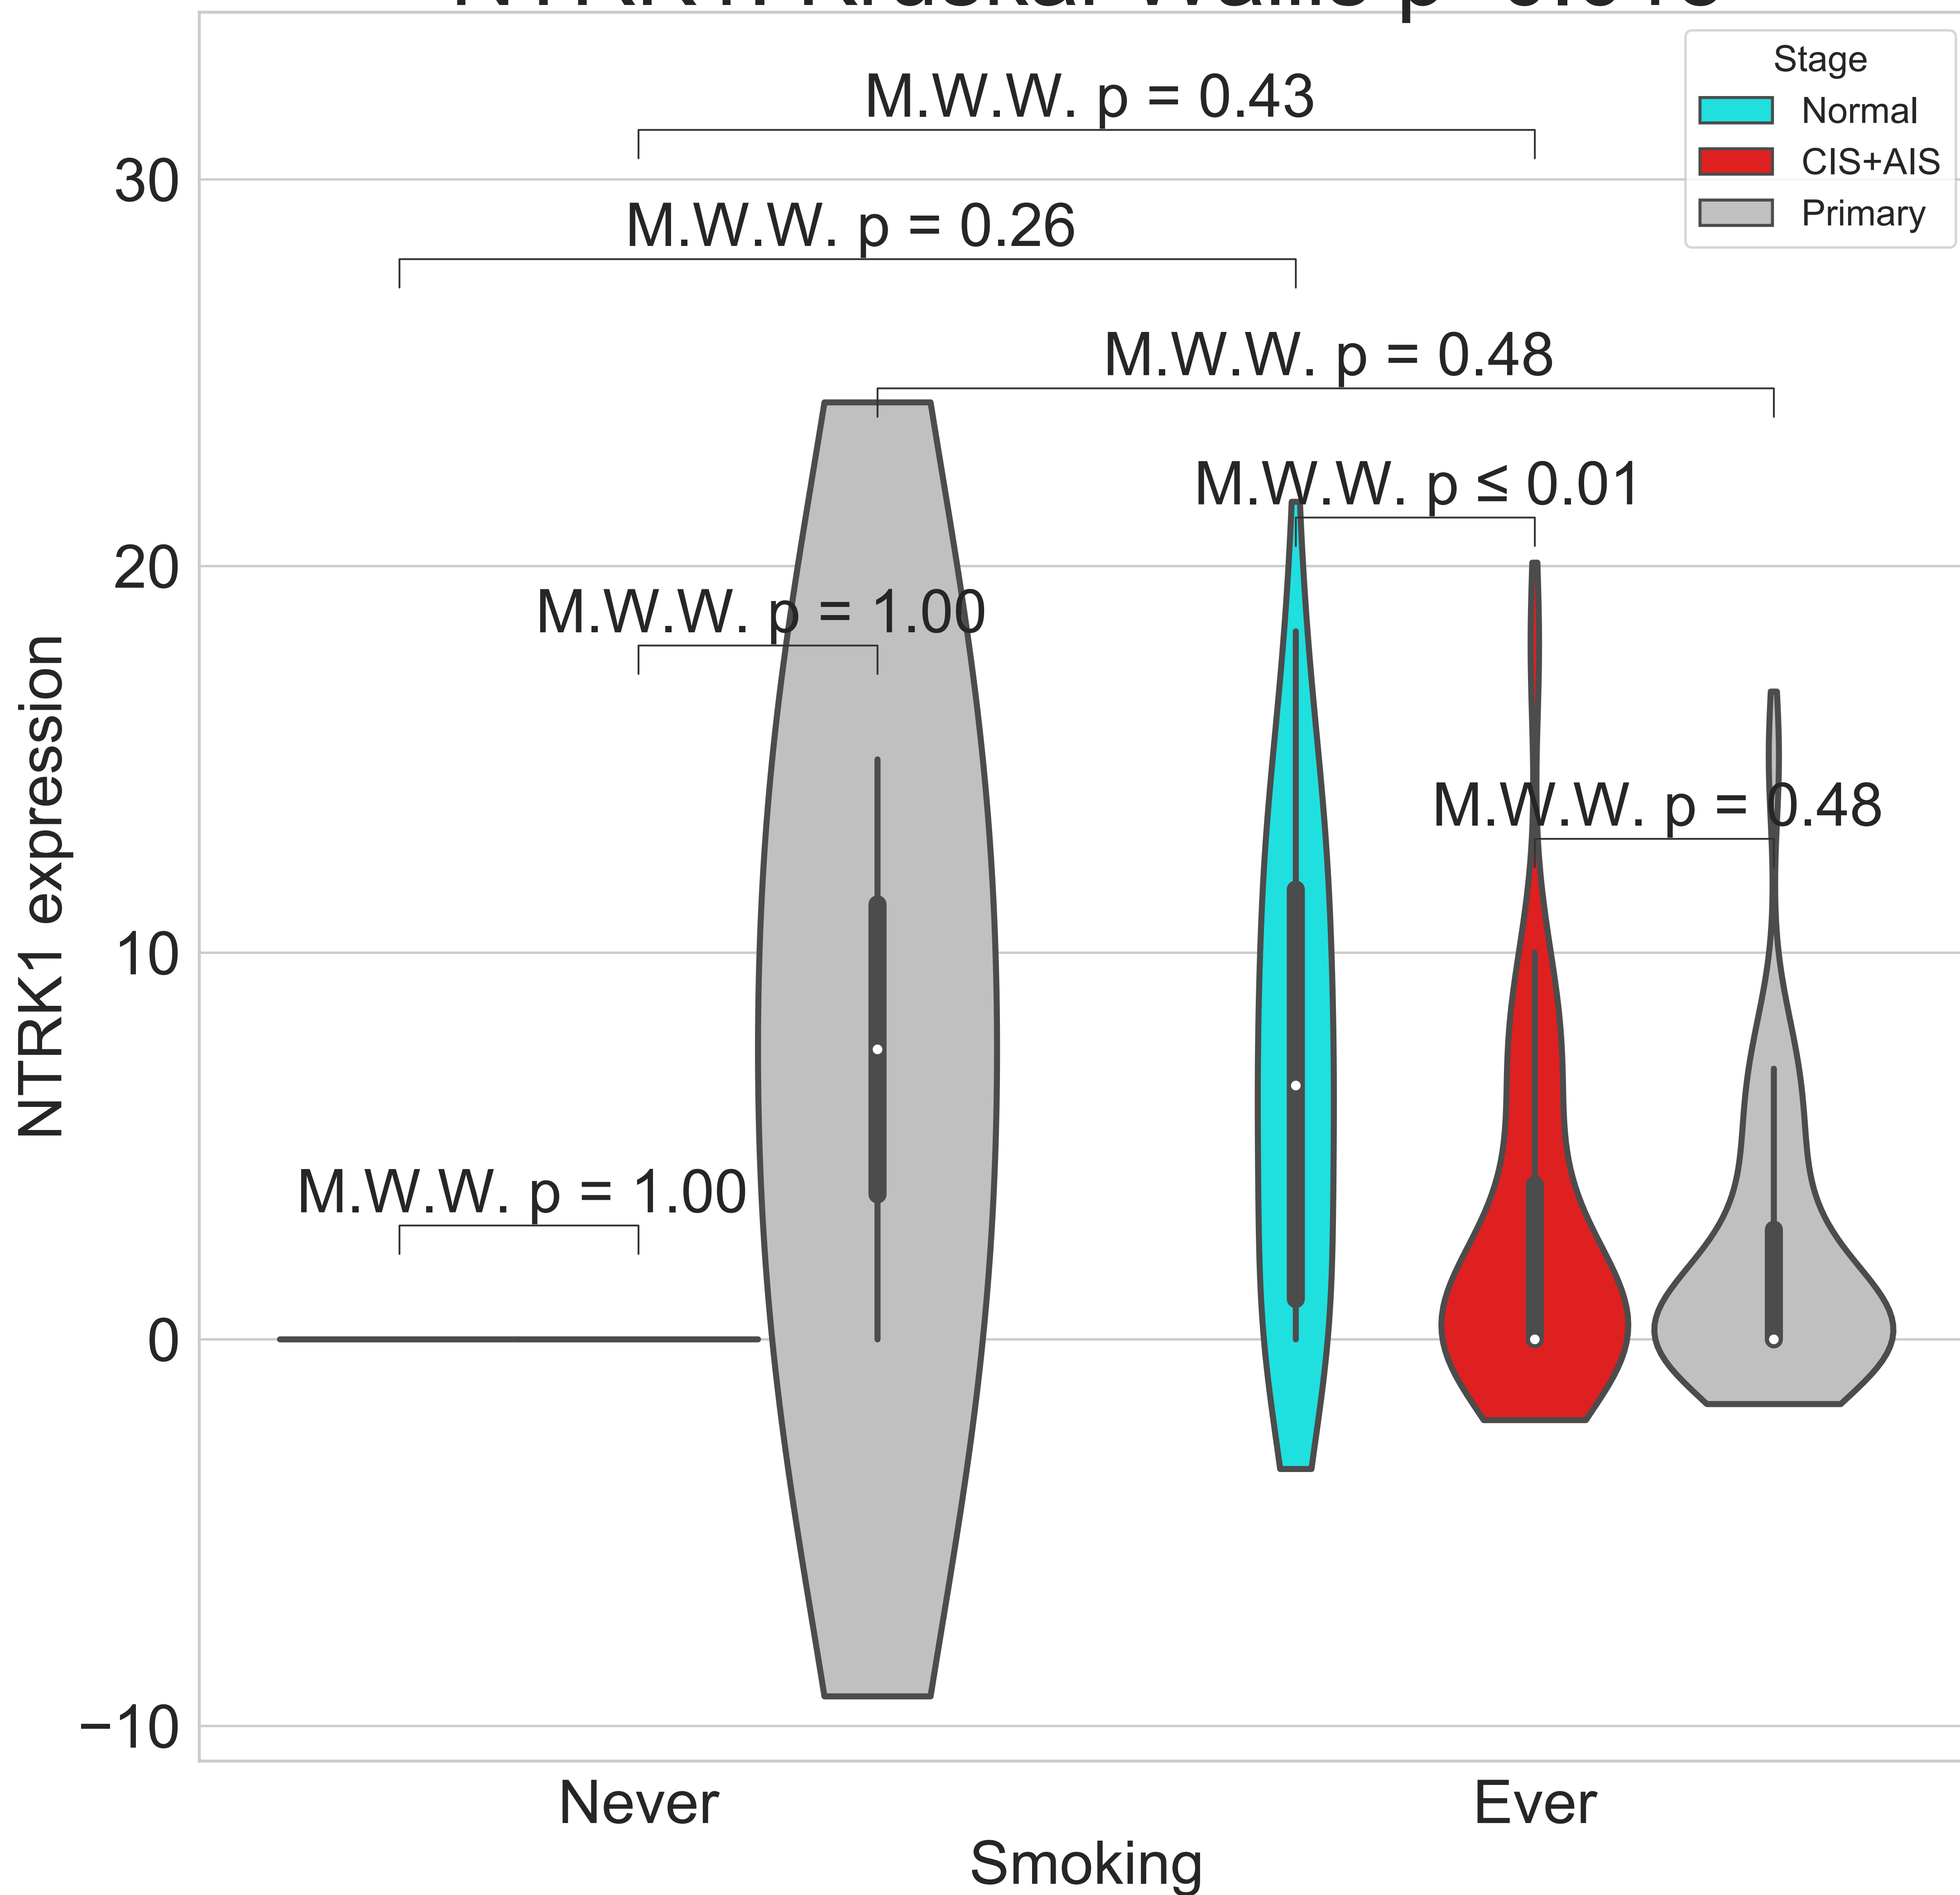 Stage
Normal
CIS+AIS
Primary
M.W.W. p = 0.43
M.W.W. p = 0.26
M.W.W. p = 0.48
M.W.W. p ≤ 0.01
M.W.W. p = 1.00
M.W.W. p = 0.48
M.W.W. p = 1.00
30
20
10
0
−10
NTRK1 expression
Never
Ever
Smoking